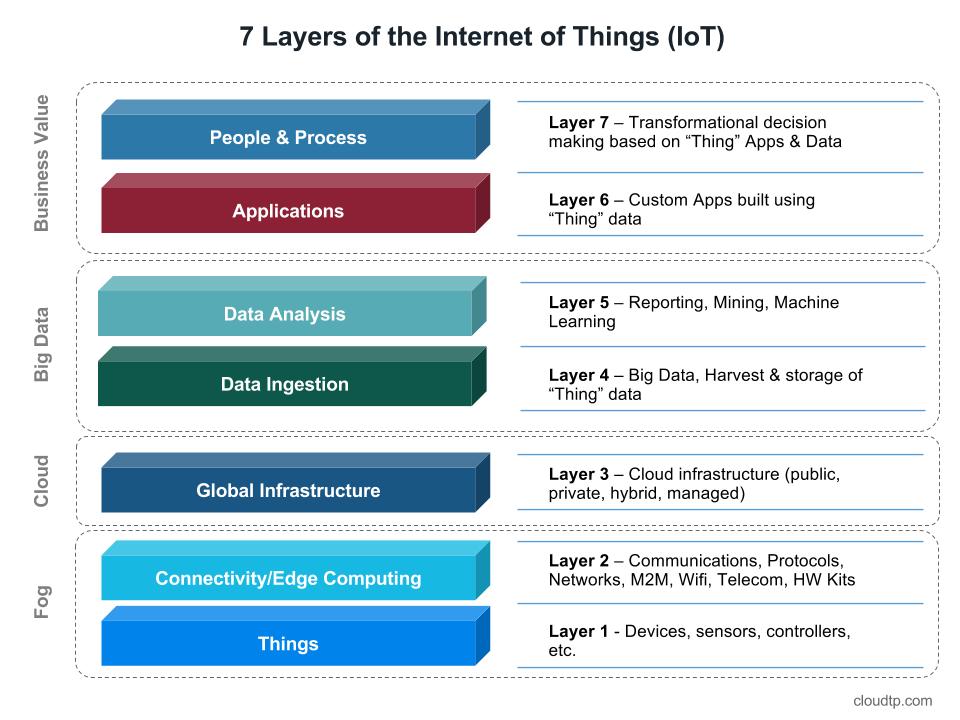 7 Layers of the Internet of Things (IoT)
Business Value
People & Process
Layer 7 – Transformational decision
making based on “Thing” Apps & Data
Applications
Layer 6 – Custom Apps built using
“Thing” data
Big Data
Data Analysis
Layer 5 – Reporting, Mining, Machine
Learning
Data Ingestion
Layer 4 – Big Data, Harvest & storage of
“Thing” data
Cloud
Global Infrastructure
Layer 3 – Cloud infrastructure (public,
private, hybrid, managed)
Fog
Connectivity/Edge Computing
Layer 2 – Communications, Protocols,
Networks, M2M, Wifi, Telecom, HW Kits
Things
Layer 1 - Devices, sensors, controllers,
etc.
cloudtp.com